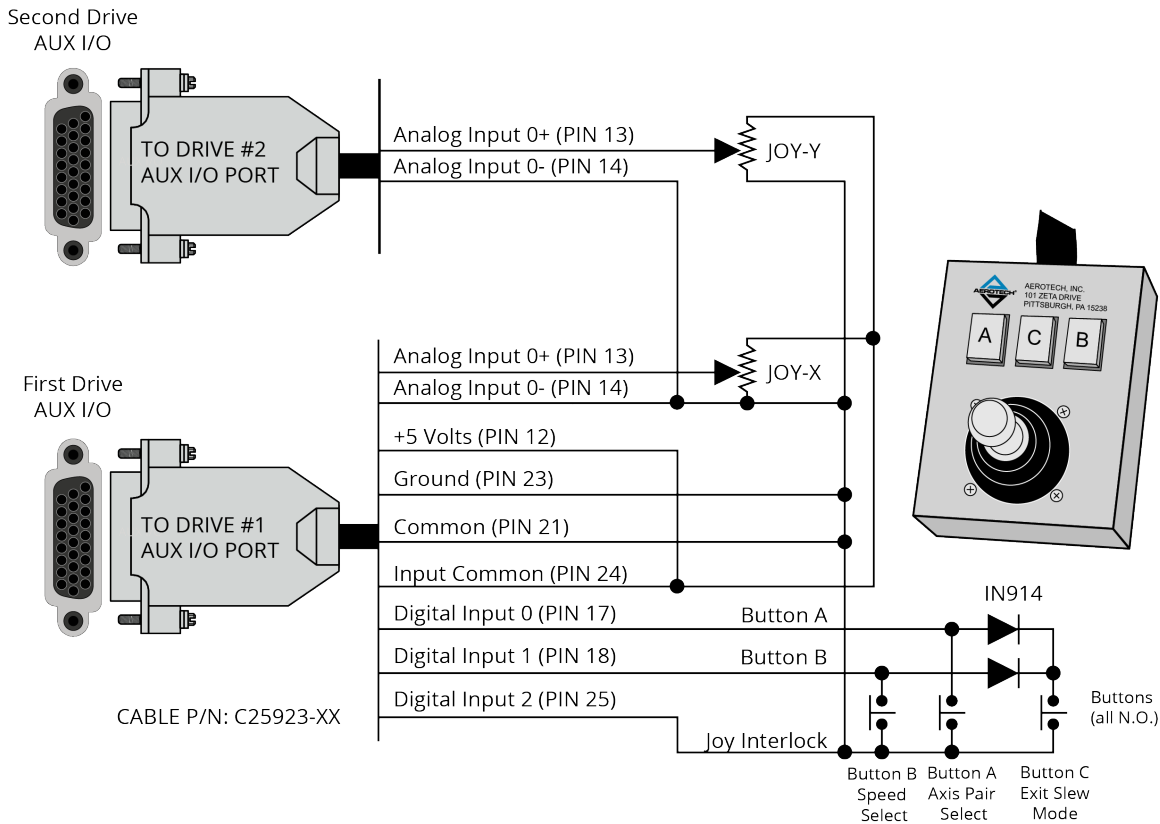 Second Drive
AUX I/O
TO DRIVE #2
AUX I/O PORT
Analog Input 0+ (PIN 13)
Analog Input 0- (PIN 14)
JOY-Y
AEROTECH
AEROTECH, INC.
101 ZETA DRIVE
PITTSBURGH, PA 15238
A
C
B
First Drive
AUX I/O
TO DRIVE #1
AUX I/O PORT
Analog Input 0+ (PIN 13)
Analog Input 0- (PIN 14)
JOY-X
+5 Volts (PIN 12)
Ground (PIN 23)
Common (PIN 21)
Input Common (PIN 24)
Digital Input 0 (PIN 17)
Button A
IN914
Digital Input 1 (PIN 18)
Button B
Digital Input 2 (PIN 25)
Joy Interlock
Buttons
(all N.O.)
CABLE P/N: C25923-XX
Button B
Speed
Select
Button A
Axis Pair
Select
Button C
Exit Slew
Mode